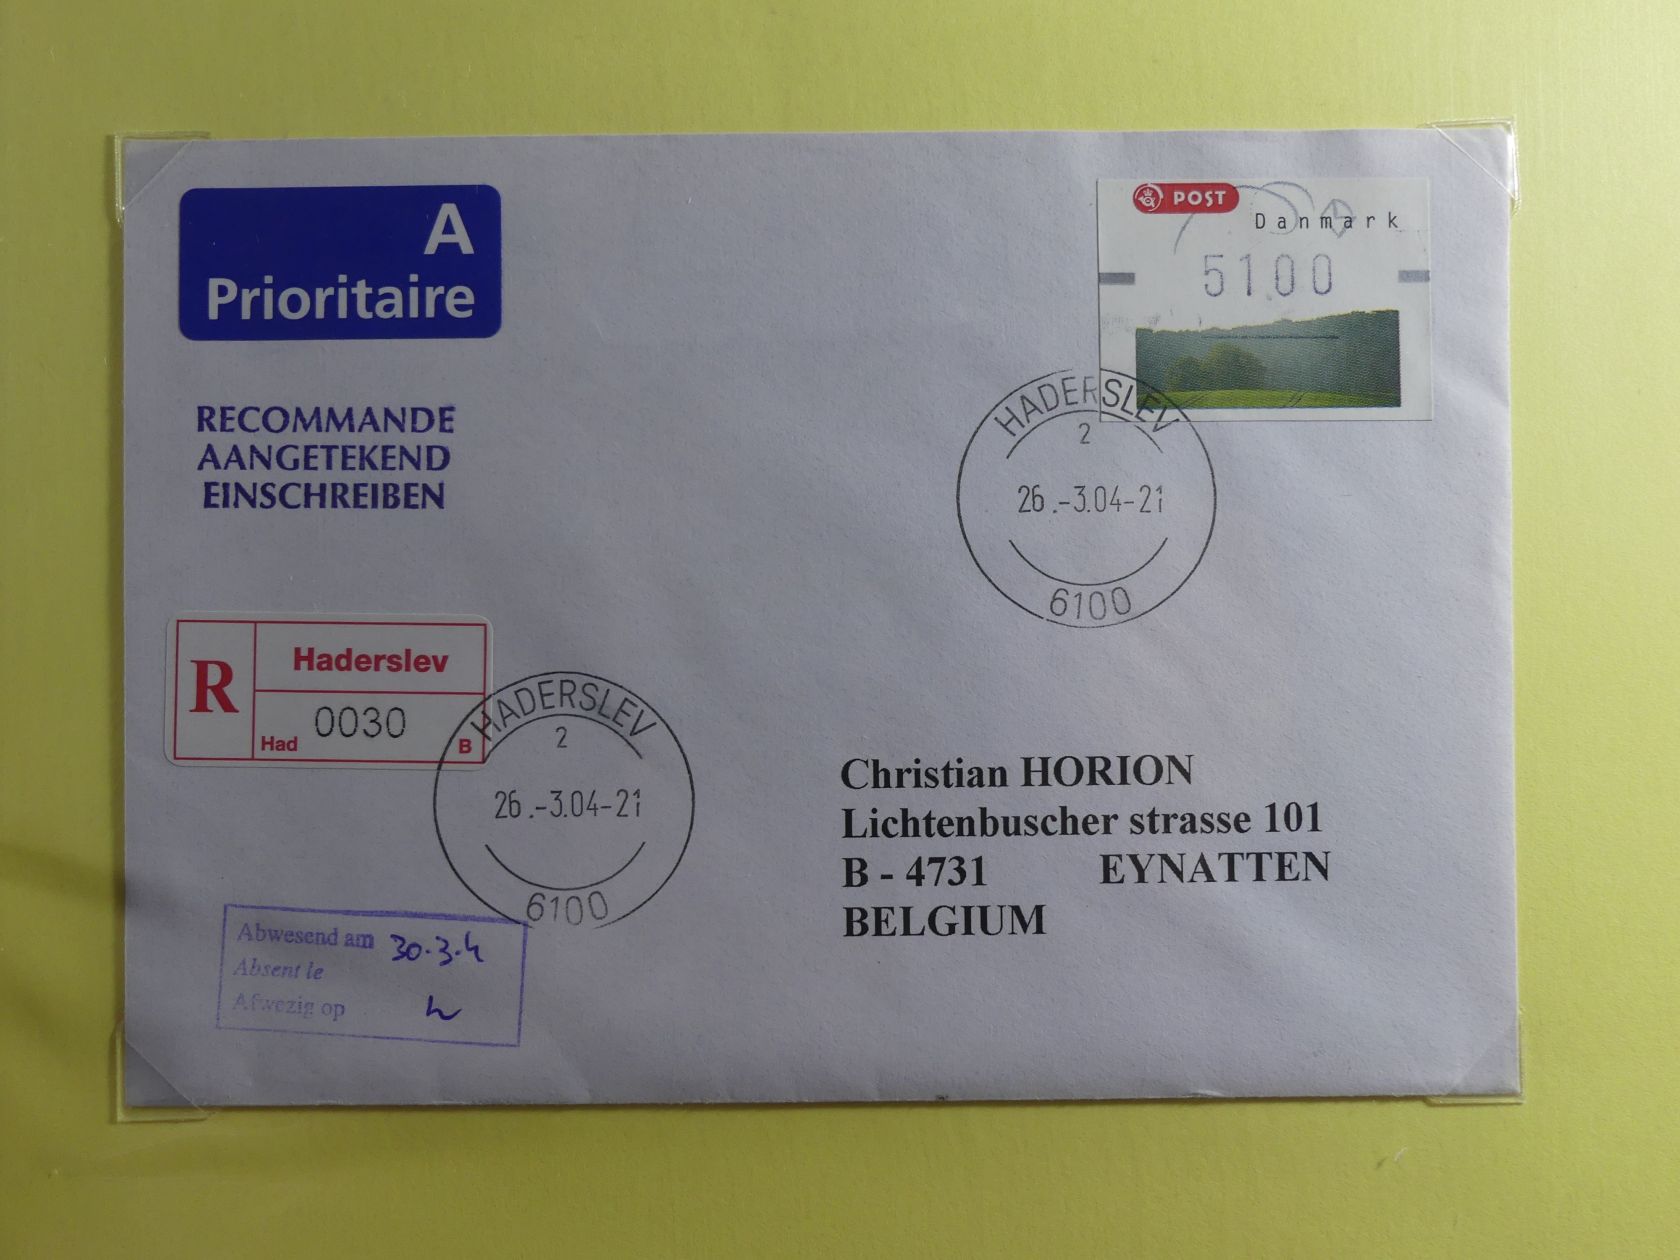 A
Prioritaire
POST
Danmark
5100
RECOMMANDE
AANGETEKEND
EINSCHREIBEN
HADERSLEV
2
26.-3.04-21
6100
R
Haderslev
0030
Had
B
HADERSLEV
2
26.-3.04-21
6100
Christian HORION
Lichtenbuscher strasse 101
B - 4731 EYNATTEN
BELGIUM
Abwesend am 30.3.4
Absent le
Afwezig op